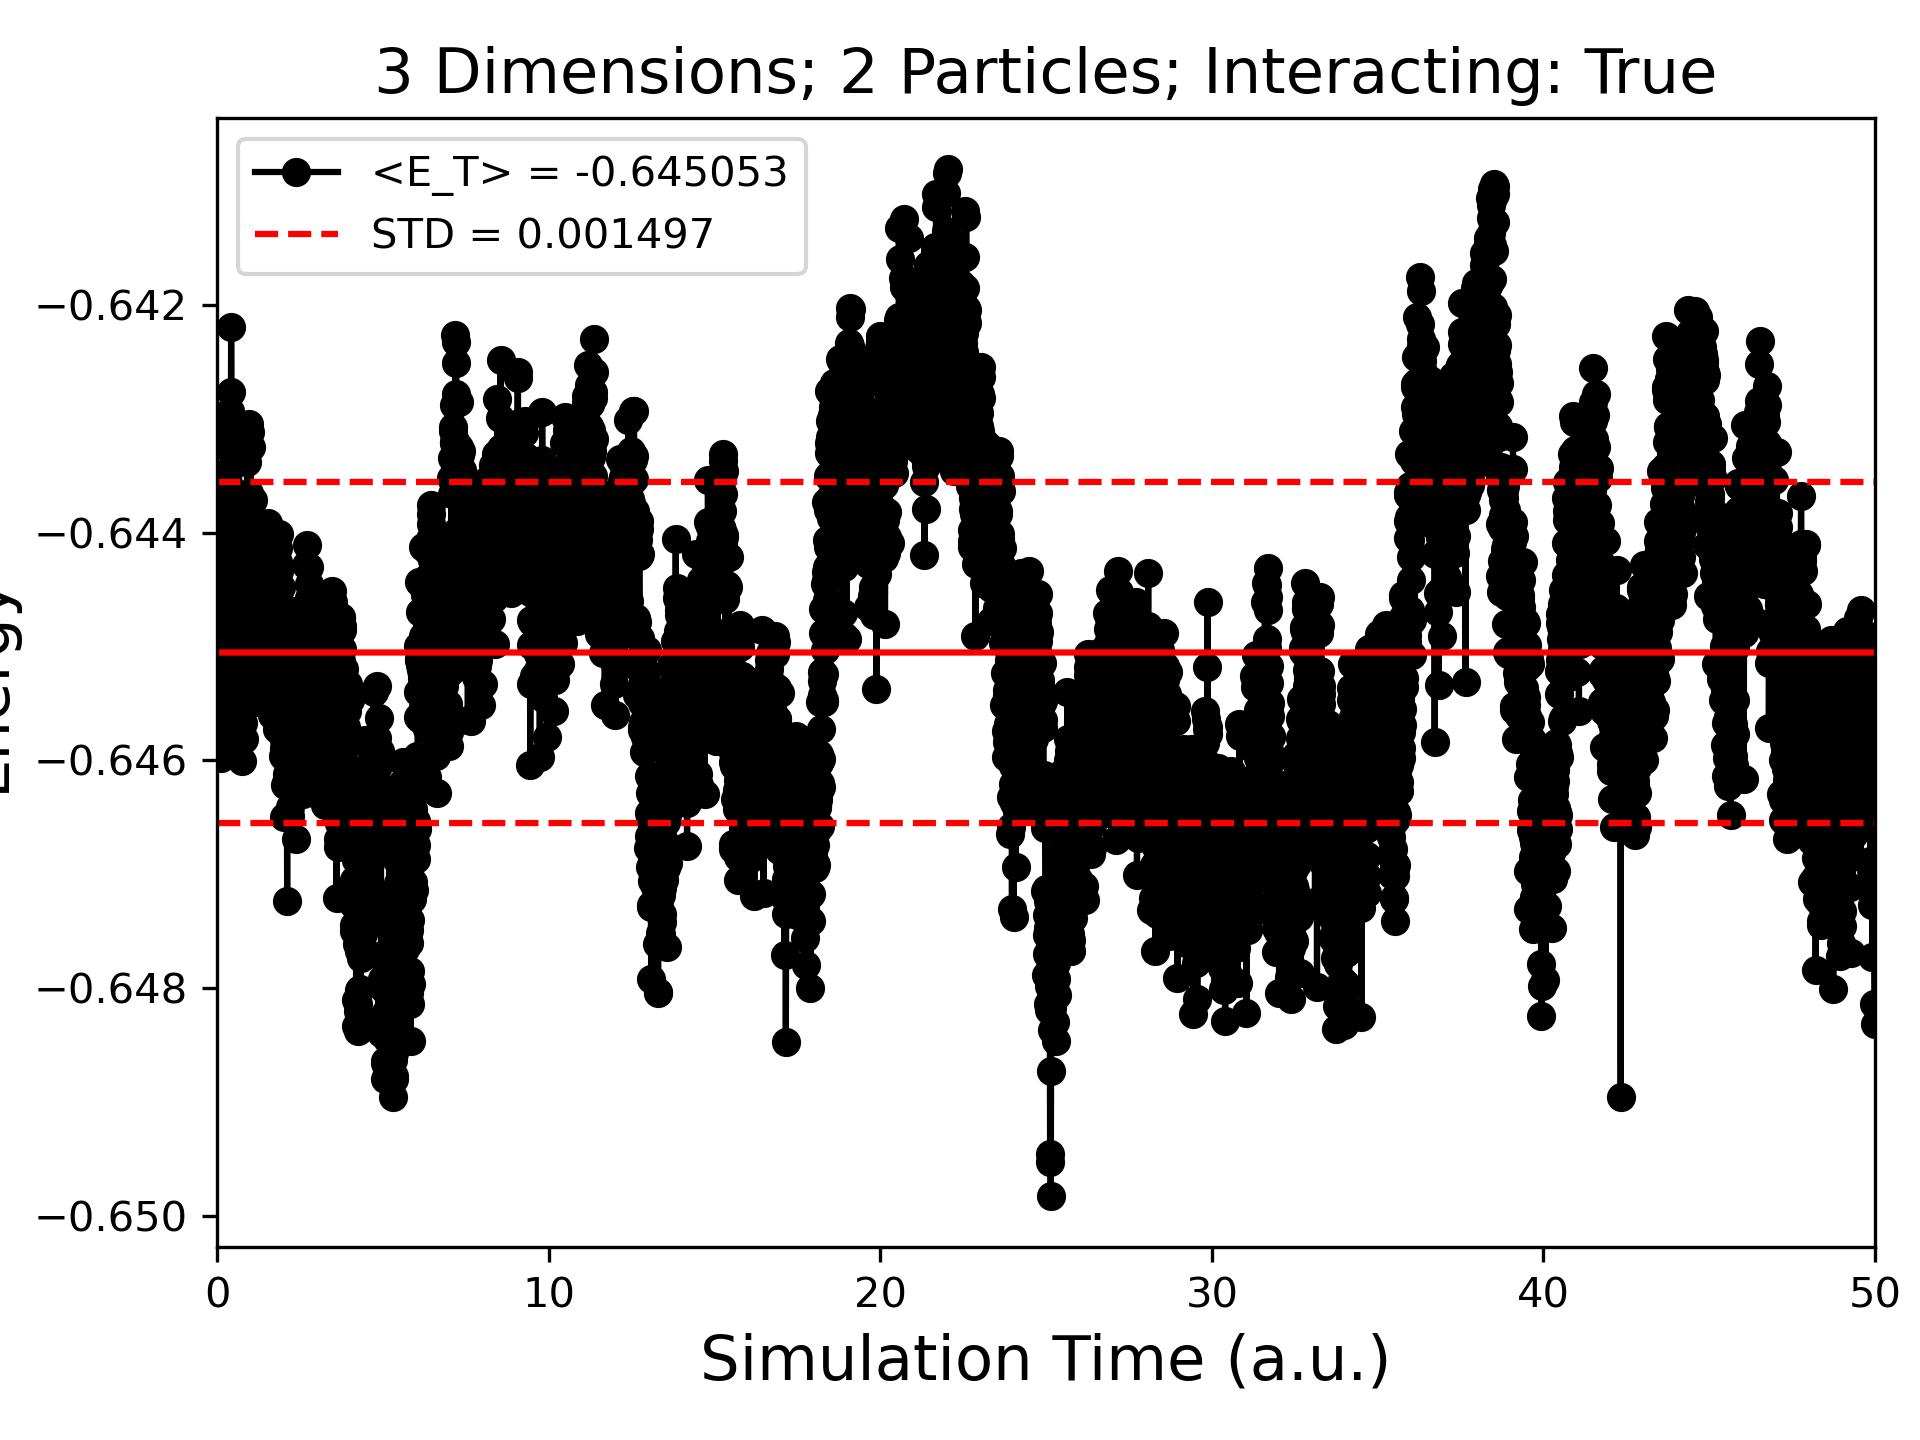 3 Dimensions; 2 Particles; Interacting: True
<E_T> = -0.645053
STD = 0.001497
Energy
−0.642
−0.644
−0.646
−0.648
−0.650
0 10 20 30 40 50
Simulation Time (a.u.)